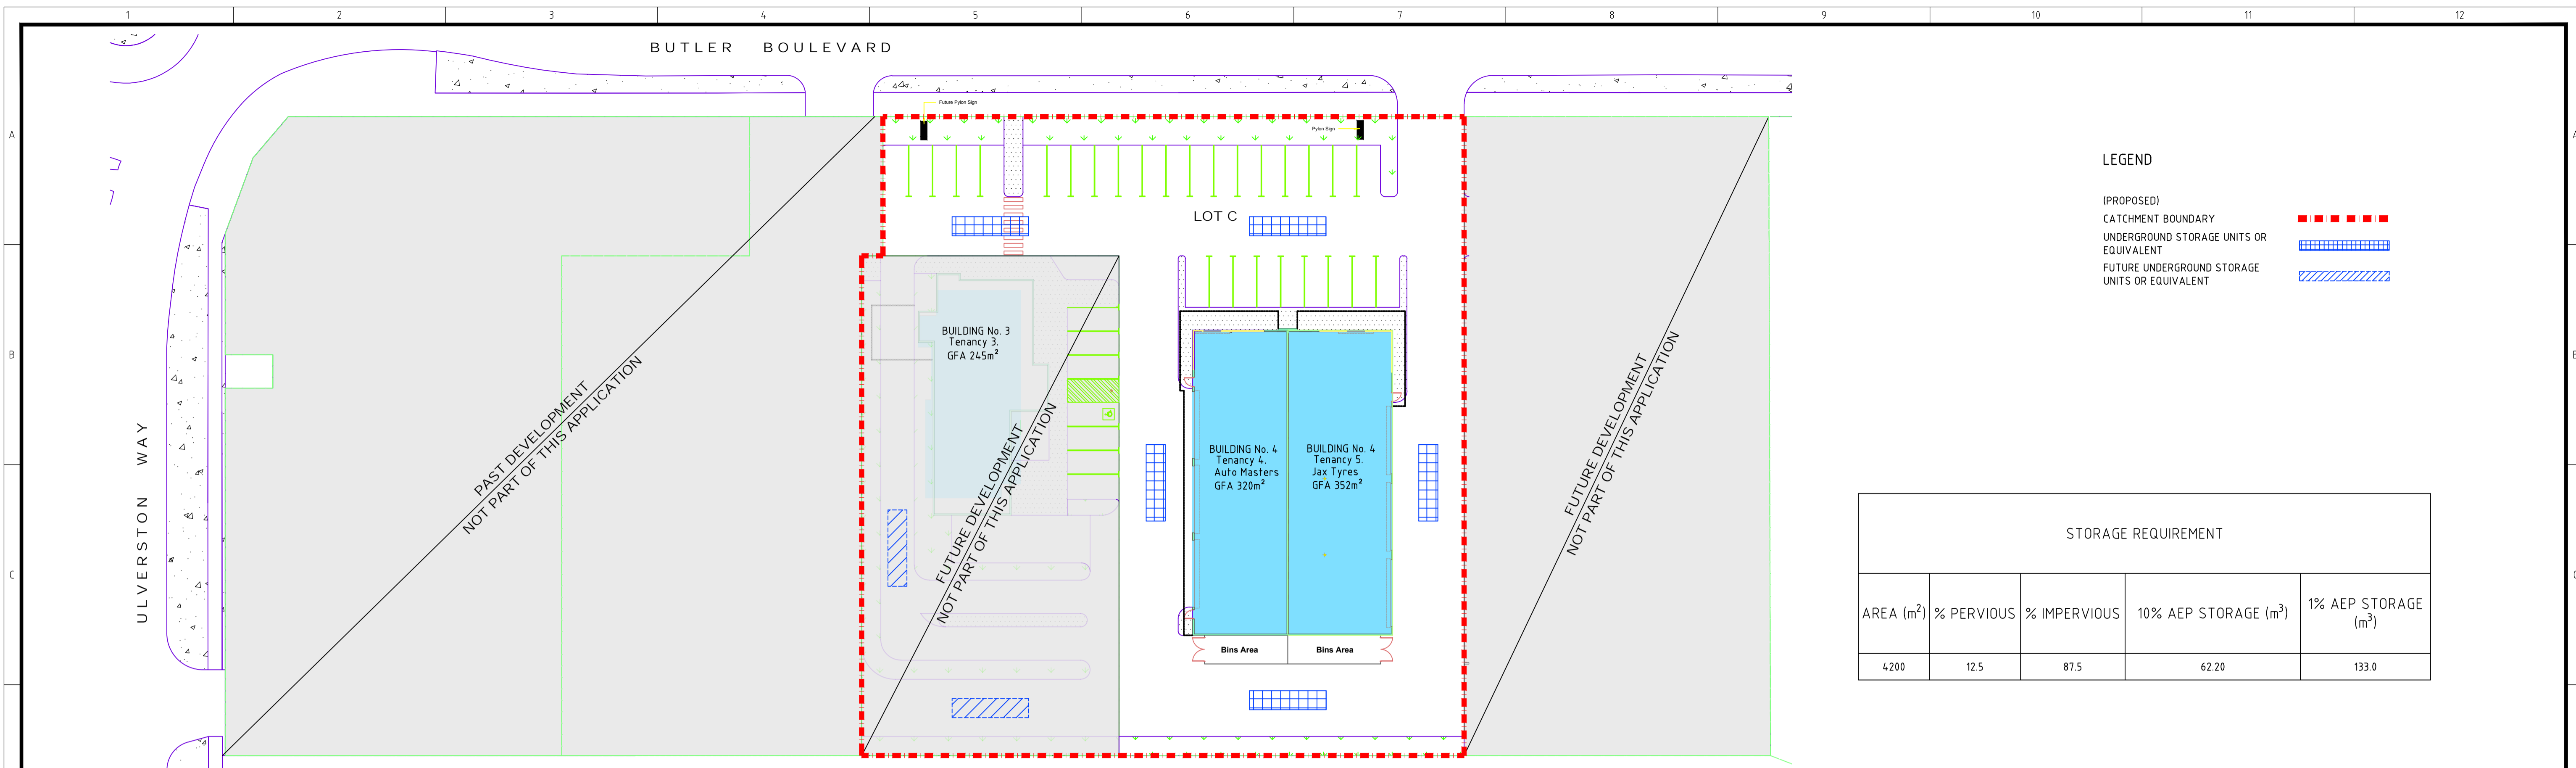 1 2 3 4 5 6 7 8 9 10 11 12
BUTLER BOULEVARD
Future Pylon Sign
Pylon Sign
A
A
LOT C
LEGEND
(PROPOSED)
CATCHMENT BOUNDARY
UNDERGROUND STORAGE UNITS OR
EQUIVALENT
FUTURE UNDERGROUND STORAGE
UNITS OR EQUIVALENT
B
BUILDING No. 3
Tenancy 3.
GFA 245m²
PAST DEVELOPMENT
NOT PART OF THIS APPLICATION
FUTURE DEVELOPMENT
NOT PART OF THIS APPLICATION
BUILDING No. 4
Tenancy 4.
Auto Masters
GFA 320m²
BUILDING No. 4
Tenancy 5.
Jax Tyres
GFA 352m²
FUTURE DEVELOPMENT
NOT PART OF THIS APPLICATION
ULVERSTON WAY
C
Bins Area
Bins Area
STORAGE REQUIREMENT
AREA (m²) % PERVIOUS % IMPERVIOUS 10% AEP STORAGE (m³) 1% AEP STORAGE
(m³)
4200 12.5 87.5 62.20 133.0